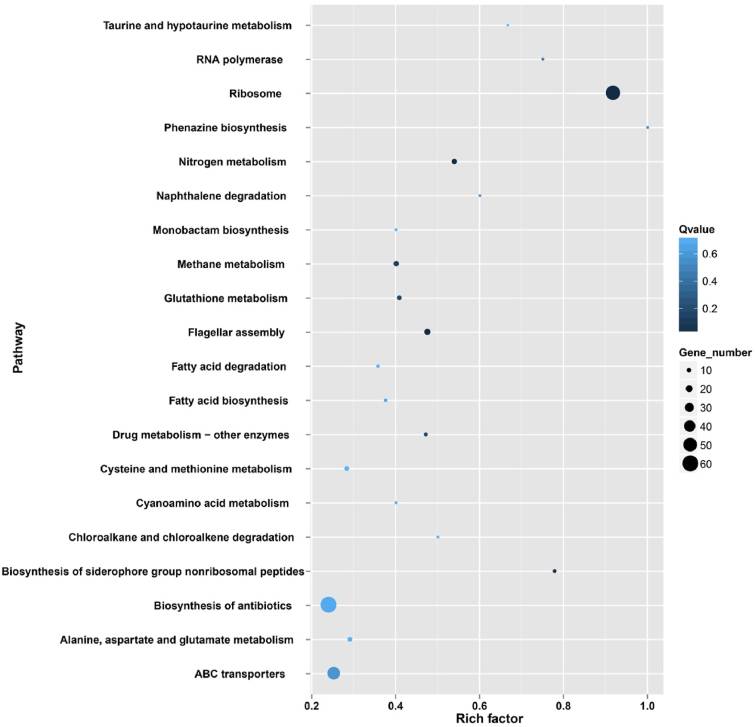 Taurine and hypotaurine metabolism
RNA polymerase
Ribosome
Phenazine biosynthesis
Nitrogen metabolism
Naphthalene degradation
Monobactam biosynthesis
Methane metabolism
Glutathione metabolism
Flagellar assembly
Fatty acid degradation
Fatty acid biosynthesis
Drug metabolism − other enzymes
Cysteine and methionine metabolism
Cyanoamino acid metabolism
Chloroalkane and chloroalkene degradation
Biosynthesis of siderophore group nonribosomal peptides
Biosynthesis of antibiotics
Alanine, aspartate and glutamate metabolism
ABC transporters
Pathway
0.2 0.4 0.6 0.8 1.0
Rich factor
Qvalue
0.6
0.4
0.2
Gene_number
10
20
30
40
50
60